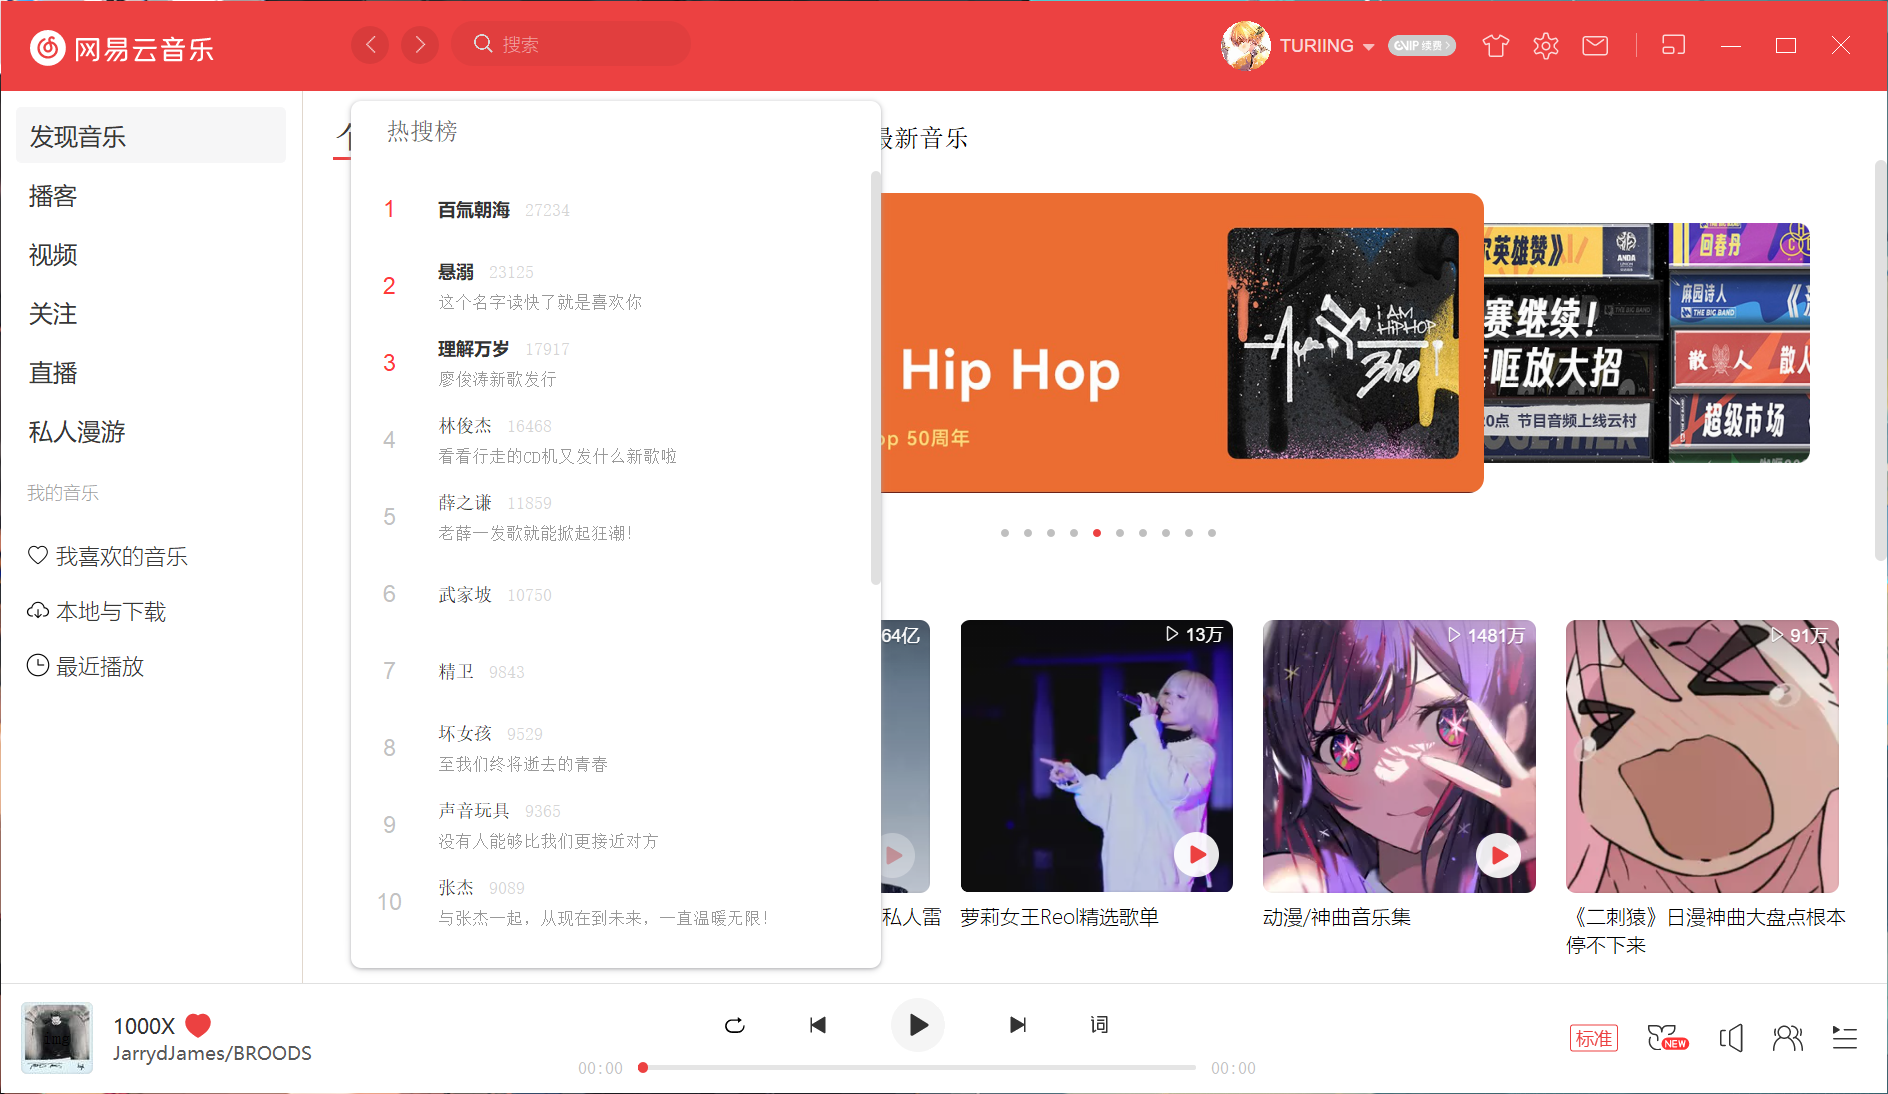 网易云音乐
搜索
TURIING
VIP 续费
发现音乐
播客
视频
关注
直播
私人漫游
我的音乐
我喜欢的音乐
本地与下载
最近播放
最新音乐
热搜榜
1 百氚朝海 27234
2 悬溺 23125
这个名字读快了就是喜欢你
3 理解万岁 17917
廖俊涛新歌发行
4 林俊杰 16468
看看行走的CD机又发什么新歌啦
5 薛之谦 11859
老薛一发歌就能掀起狂潮！
6 武家坡 10750
7 精卫 9843
8 坏女孩 9529
至我们终将逝去的青春
9 声音玩具 9365
没有人能够比我们更接近对方
10 张杰 9089
与张杰一起，从现在到未来，一直温暖无限！
Hip Hop
op 50周年
i AM
HIPHOP
尔英雄赞》
ANDA
回春丹
赛继续！
麻园诗人
THE BIG BAND
哐放大招
散人 散人
20点 节目音频上线云村
超级市场
64亿
13万
1481万
91万
私人雷
萝莉女王Reol精选歌单
动漫/神曲音乐集
《二刺猿》日漫神曲大盘点根本
停不下来
1000X
JarrydJames/BROODS
词
00:00
00:00
标准
NEW